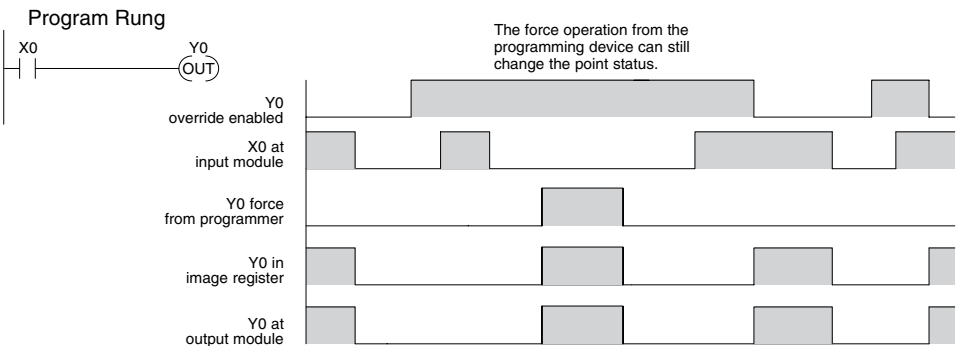 Program Rung
X0
Y0
OUT
The force operation from the
programming device can still
change the point status.
Y0
override enabled
X0 at
input module
Y0 force
from programmer
Y0 in
image register
Y0 at
output module